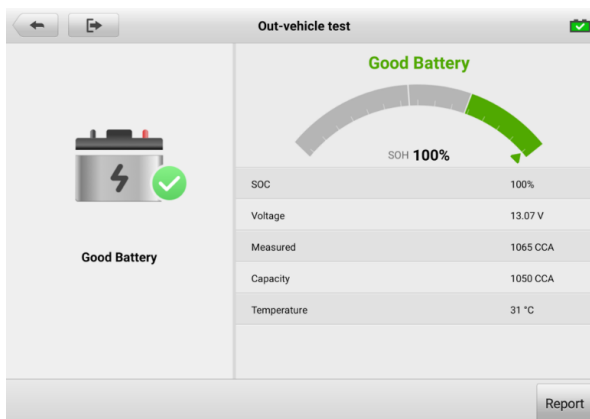 Out-vehicle test
Good Battery
Good Battery
SOH 100%
SOC 100%
Voltage 13.07 V
Measured 1065 CCA
Capacity 1050 CCA
Temperature 31 °C
Report